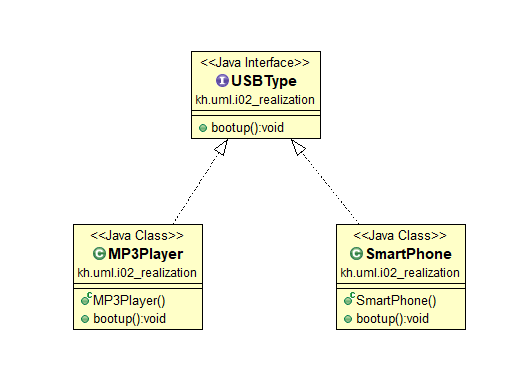 <<Java Interface>>
USBType
kh.uml.i02_realization
bootup():void
<<Java Class>>
MP3Player
kh.uml.i02_realization
MP3Player()
bootup():void
<<Java Class>>
SmartPhone
kh.uml.i02_realization
SmartPhone()
bootup():void